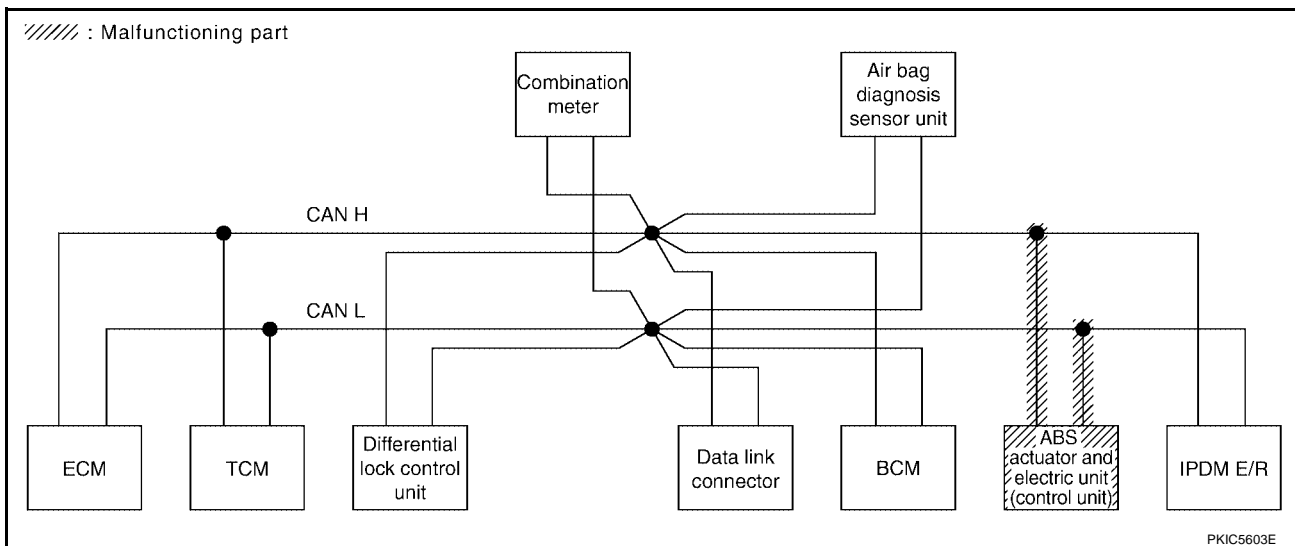 : Malfunctioning part
Combination
meter
Air bag
diagnosis
sensor unit
CAN H
CAN L
ECM
TCM
Differential
lock control
unit
Data link
connector
BCM
ABS
actuator and
electric unit
(control unit)
IPDM E/R
PKIC5603E